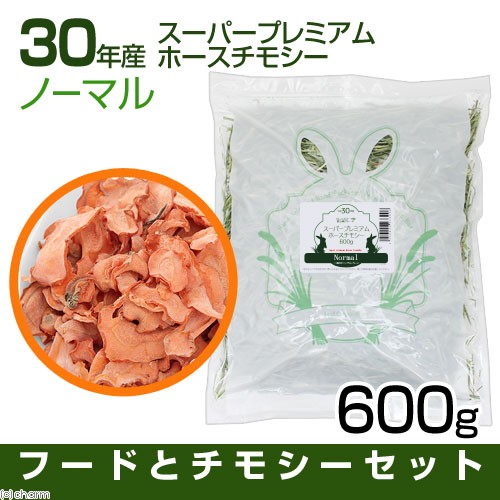 30年産 スーパープレミアム
ホースチモシー
ノーマル
30
スーパープレミアム
ホースチモシー
600g
Normal
600g
フードとチモシーセット
(c)charm